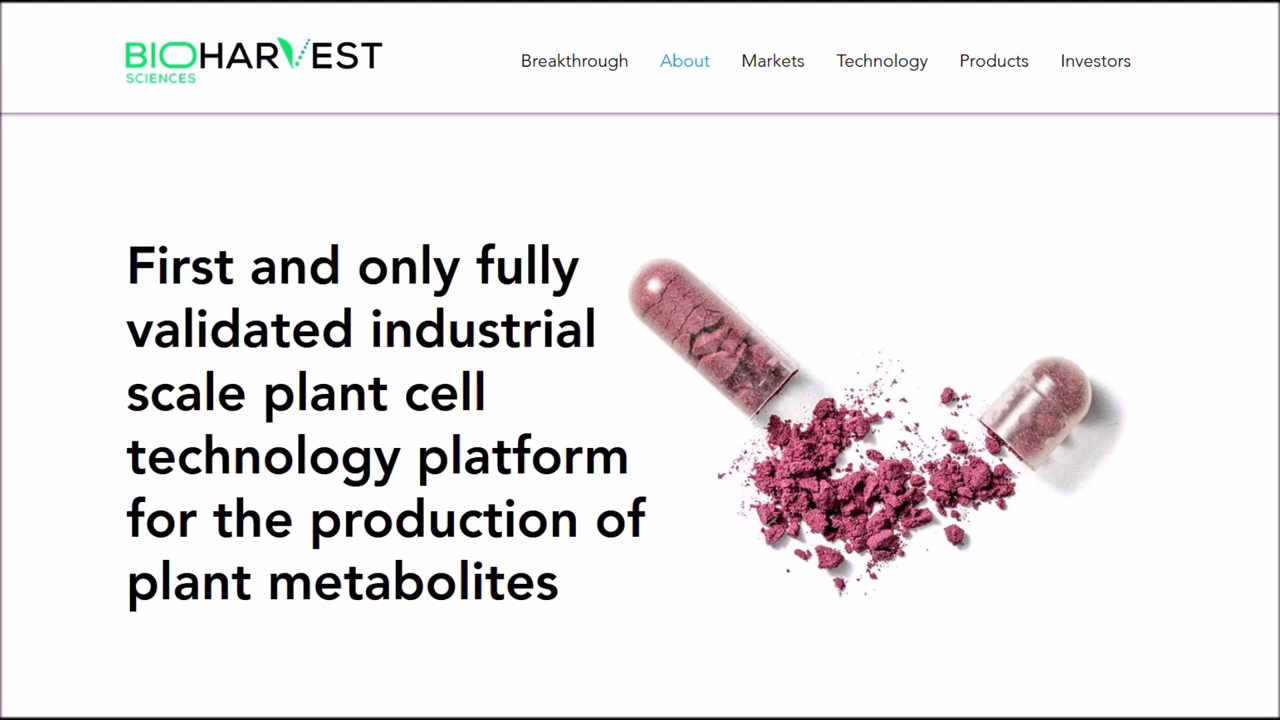 BIOHARVEST
SCIENCES
Breakthrough About Markets Technology Products Investors
First and only fully
validated industrial
scale plant cell
technology platform
for the production of
plant metabolites